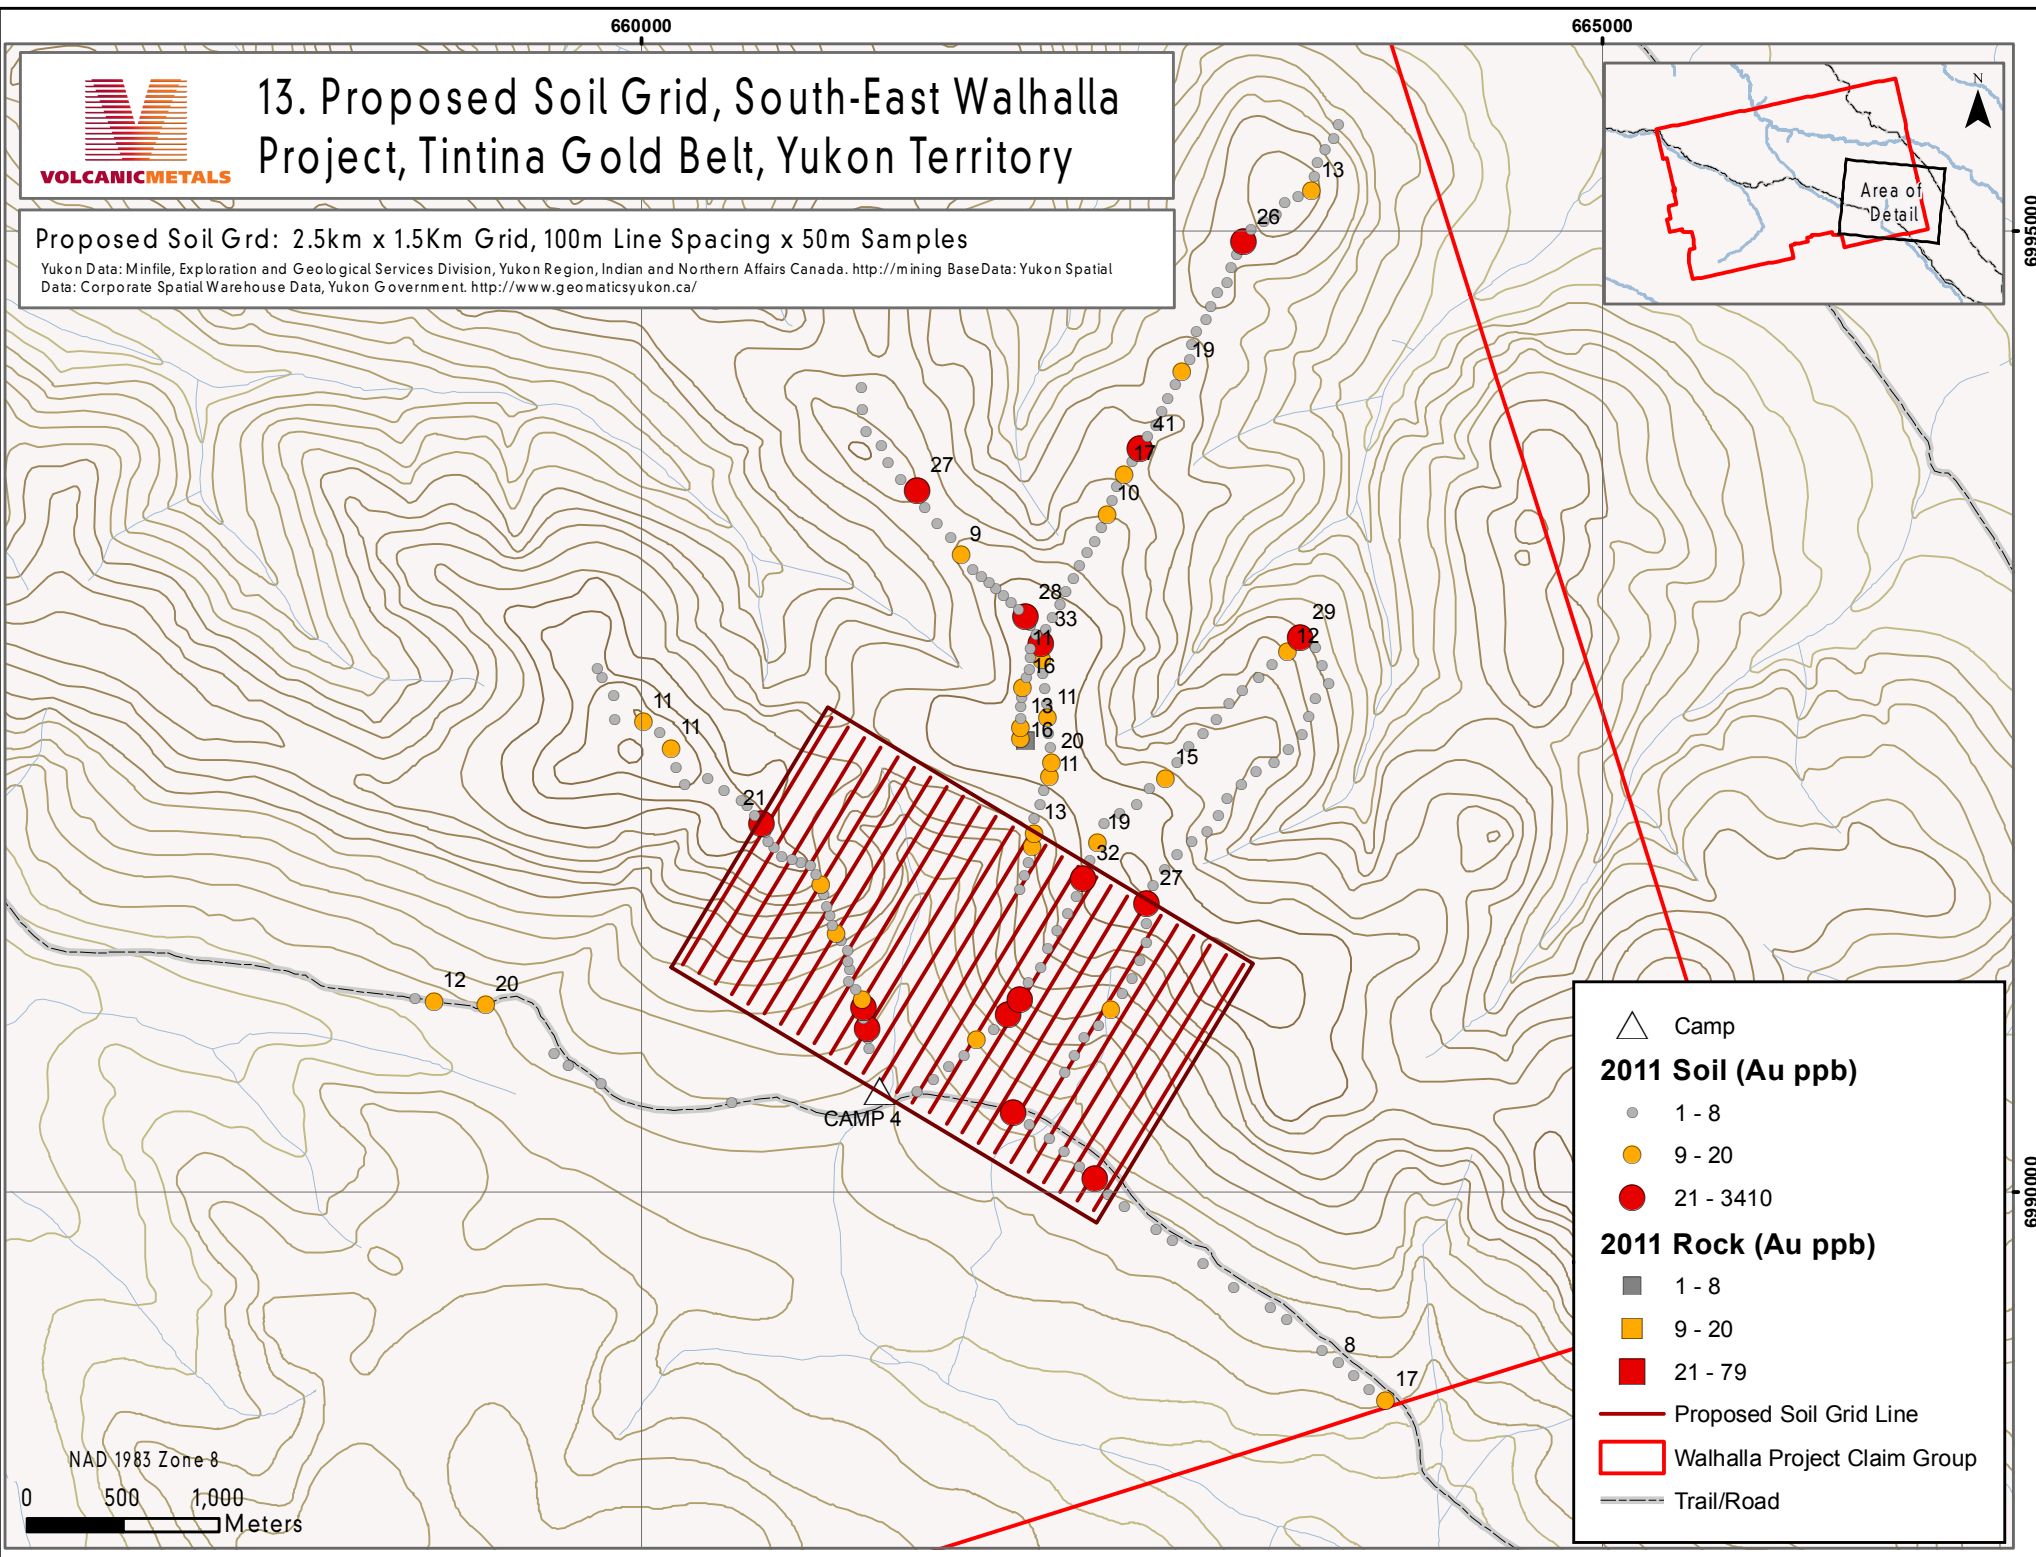 660000
665000
13. Proposed Soil Grid, South-East Walhalla
Project, Tintina Gold Belt, Yukon Territory
VOLCANICMETALS
Proposed Soil Grd: 2.5km x 1.5Km Grid, 100m Line Spacing x 50m Samples
Yukon Data: Minfile, Exploration and Geological Services Division, Yukon Region, Indian and Northern Affairs Canada. http://mining BaseData: Yukon Spatial
Data: Corporate Spatial Warehouse Data, Yukon Government. http://www.geomaticsyukon.ca/
N
Area of
Detail
6995000
13
26
19
41
17
27
10
9
28
33
29
11
12
16
11
11
13
11
16
20
15
11
21
13
19
32
27
12
20
CAMP 4
6990000
8
17
Camp
2011 Soil (Au ppb)
1 - 8
9 - 20
21 - 3410
2011 Rock (Au ppb)
1 - 8
9 - 20
21 - 79
Proposed Soil Grid Line
Walhalla Project Claim Group
Trail/Road
NAD 1983 Zone 8
0 500 1,000
Meters